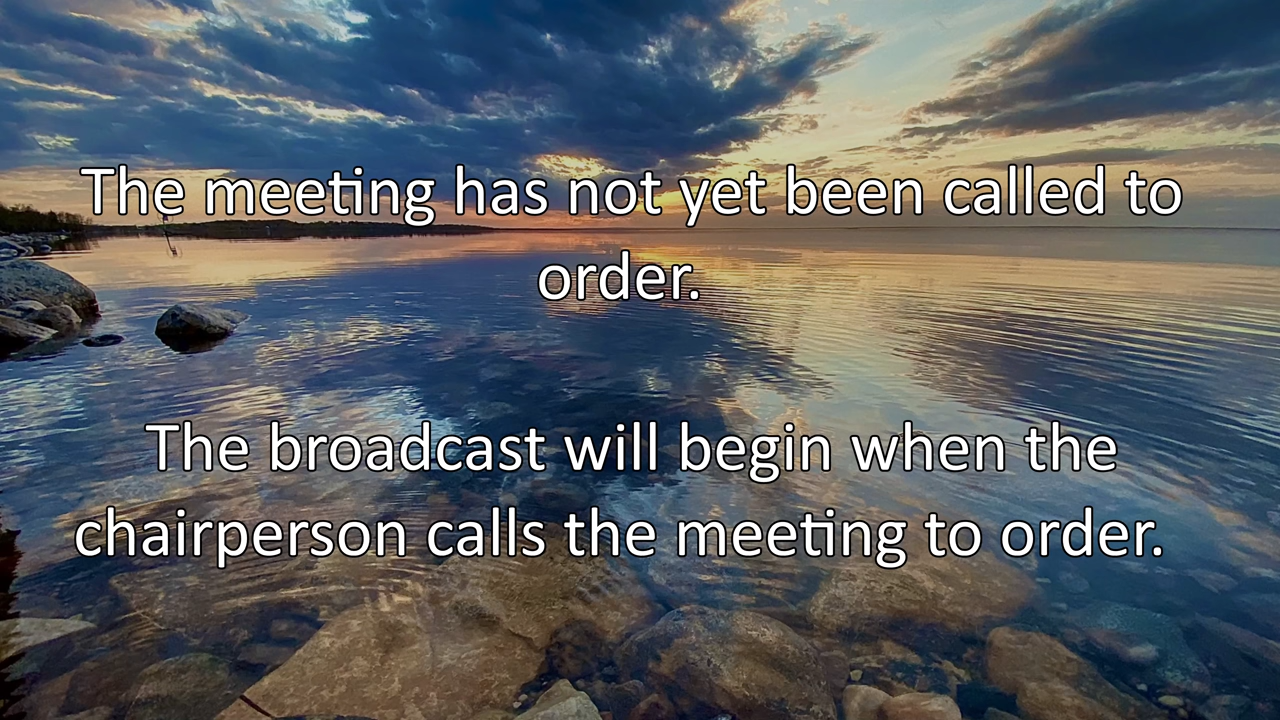 The meeting has not yet been called to
order.
The broadcast will begin when the
chairperson calls the meeting to order.